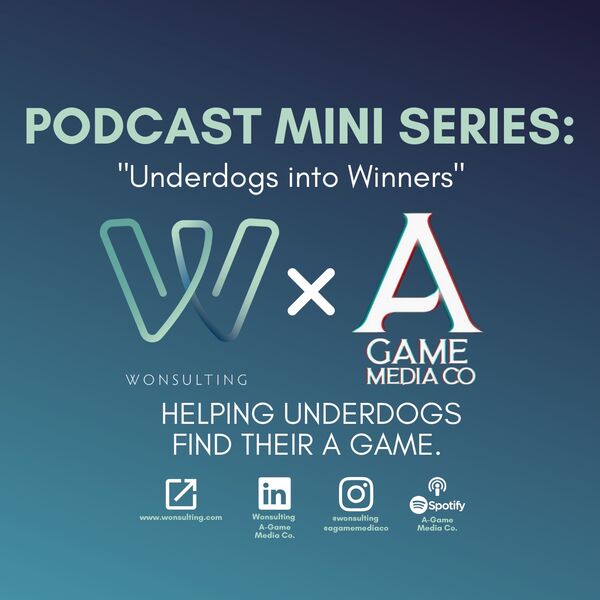 PODCAST MINI SERIES:
"Underdogs into Winners"
W x A
GAME
MEDIA CO
WONSULTING
HELPING UNDERDOGS
FIND THEIR A GAME.
www.wonsulting.com
in
Wonsulting
A-Game
Media Co.
@wonsulting
@agamemediaco
Spotify
A-Game
Media Co.